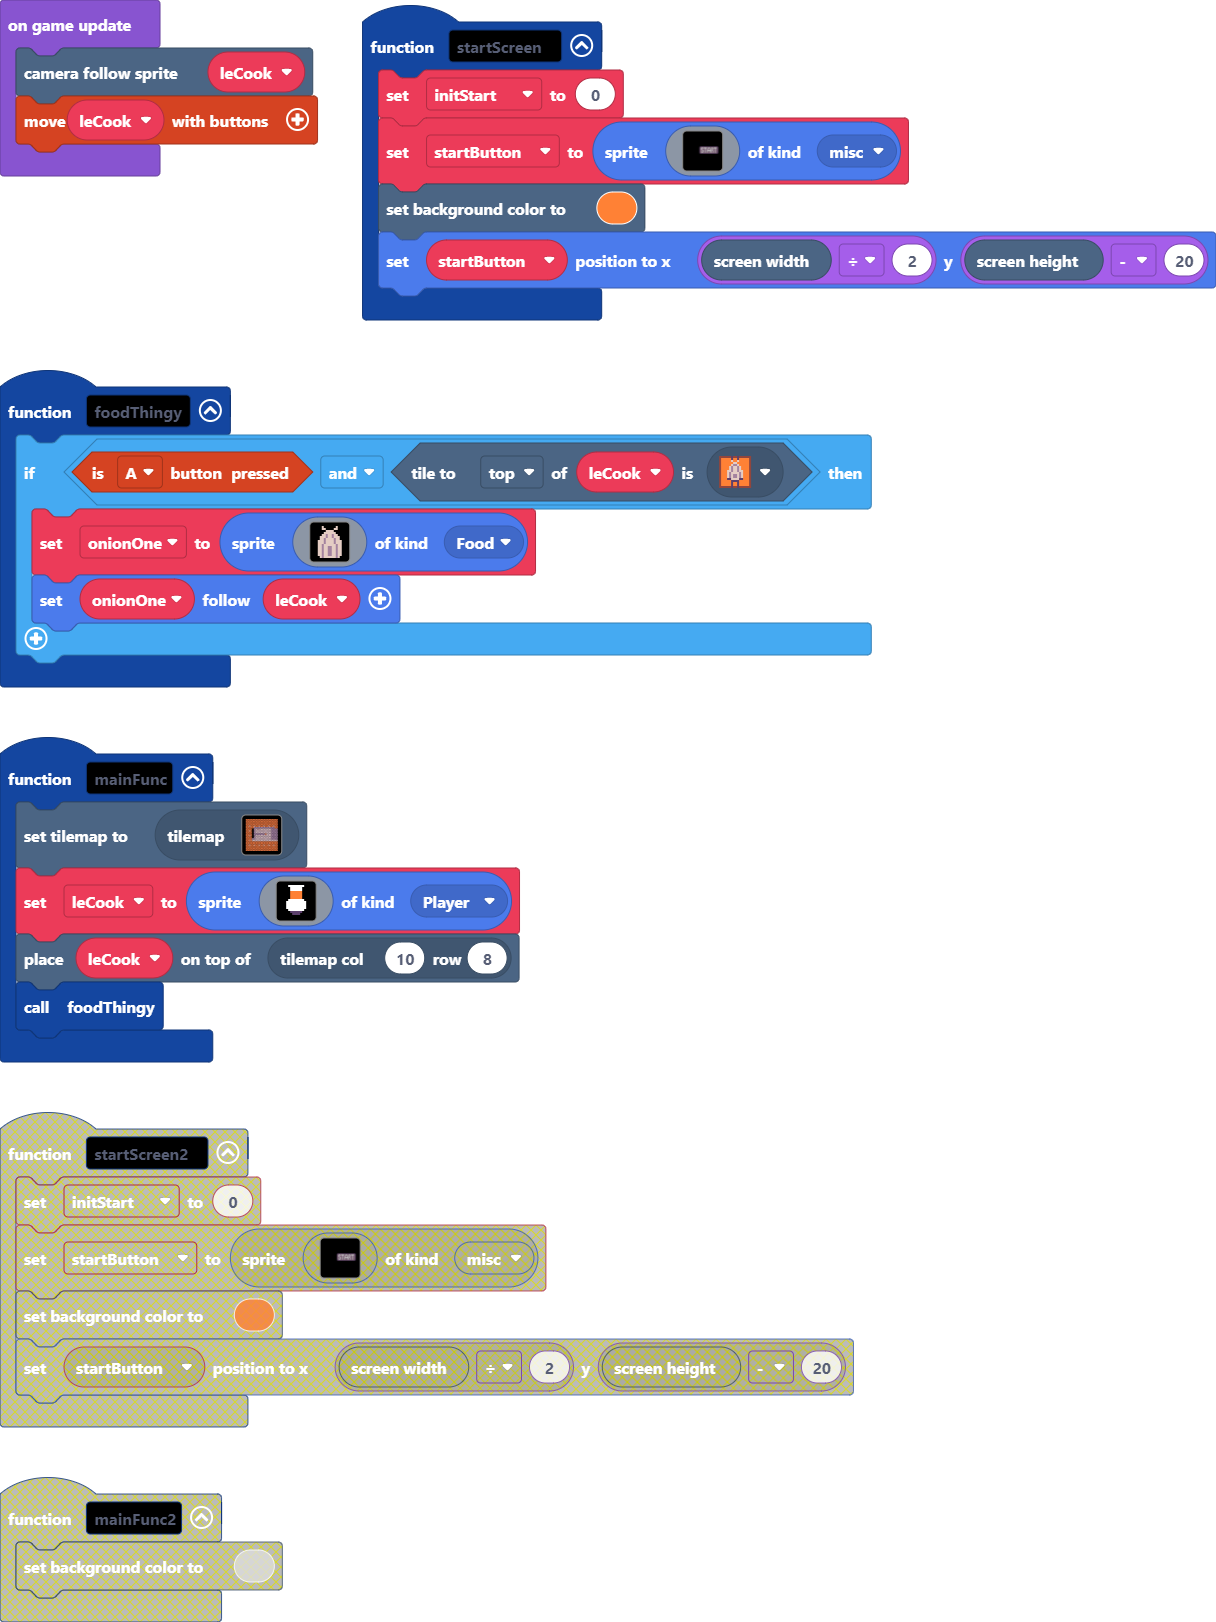 on game update
camera follow sprite leCook
move leCook with buttons
function startScreen
set initStart to 0
set startButton to sprite START of kind misc
set background color to
set startButton position to x screen width ÷ 2 y screen height - 20
function foodThingy
if is A button pressed and tile to top of leCook is then
set onionOne to sprite of kind Food
set onionOne follow leCook
function mainFunc
set tilemap to tilemap
set leCook to sprite of kind Player
place leCook on top of tilemap col 10 row 8
call foodThingy
function startScreen2
set initStart to 0
set startButton to sprite START of kind misc
set background color to
set startButton position to x screen width ÷ 2 y screen height - 20
function mainFunc2
set background color to